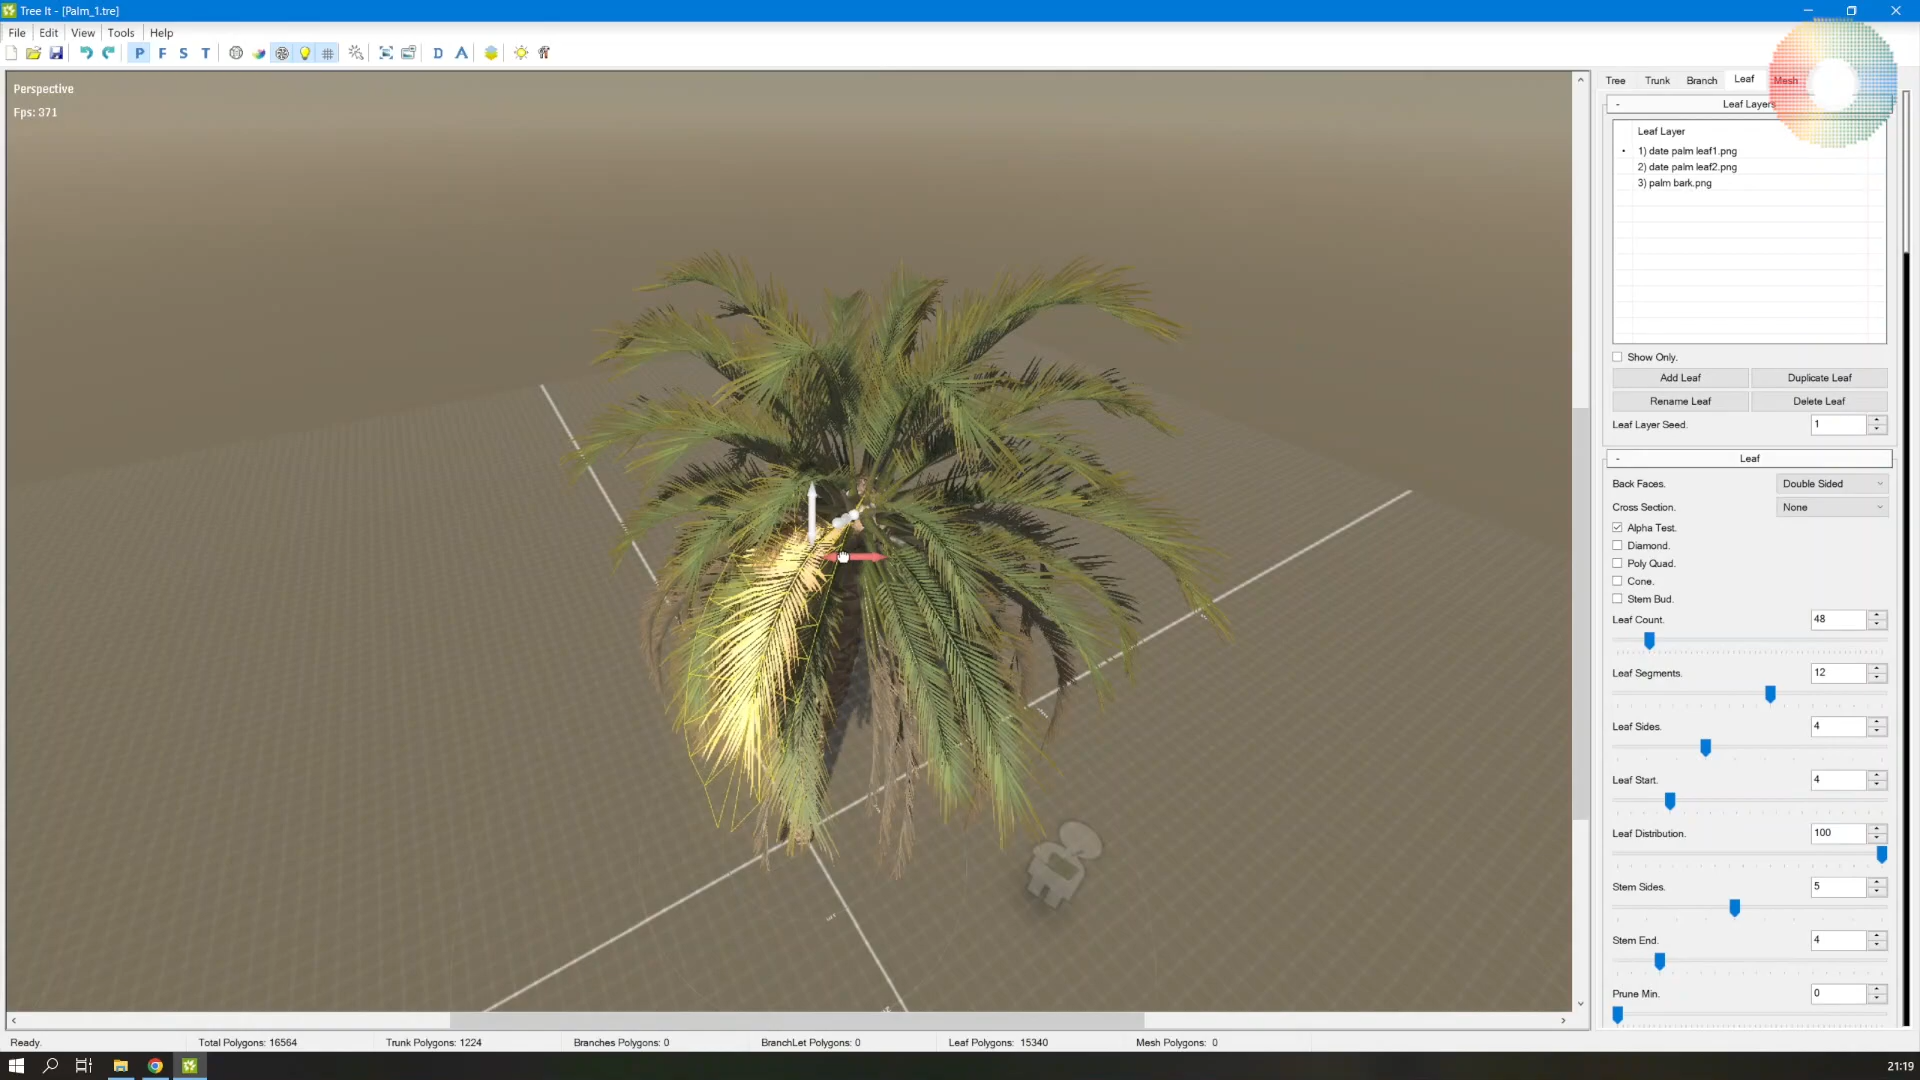 Tree It - [Palm_1.tre]
File Edit View Tools Help
P F S T D A
Perspective
Fps: 371
Tree Trunk Branch Leaf Mesh
- Leaf Layers
Leaf Layer
1) date palm leaf1.png
2) date palm leaf2.png
3) palm bark.png
Show Only.
Add Leaf Duplicate Leaf
Rename Leaf Delete Leaf
Leaf Layer Seed. 1
- Leaf
Back Faces. Double Sided
Cross Section. None
Alpha Test.
Diamond.
Poly Quad.
Cone.
Stem Bud.
Leaf Count. 48
Leaf Segments. 12
Leaf Sides. 4
Leaf Start. 4
Leaf Distribution. 100
Stem Sides. 5
Stem End. 4
Prune Min. 0
Ready. Total Polygons: 16564 Trunk Polygons: 1224 Branches Polygons: 0 BranchLet Polygons: 0 Leaf Polygons: 15340 Mesh Polygons: 0
21:19